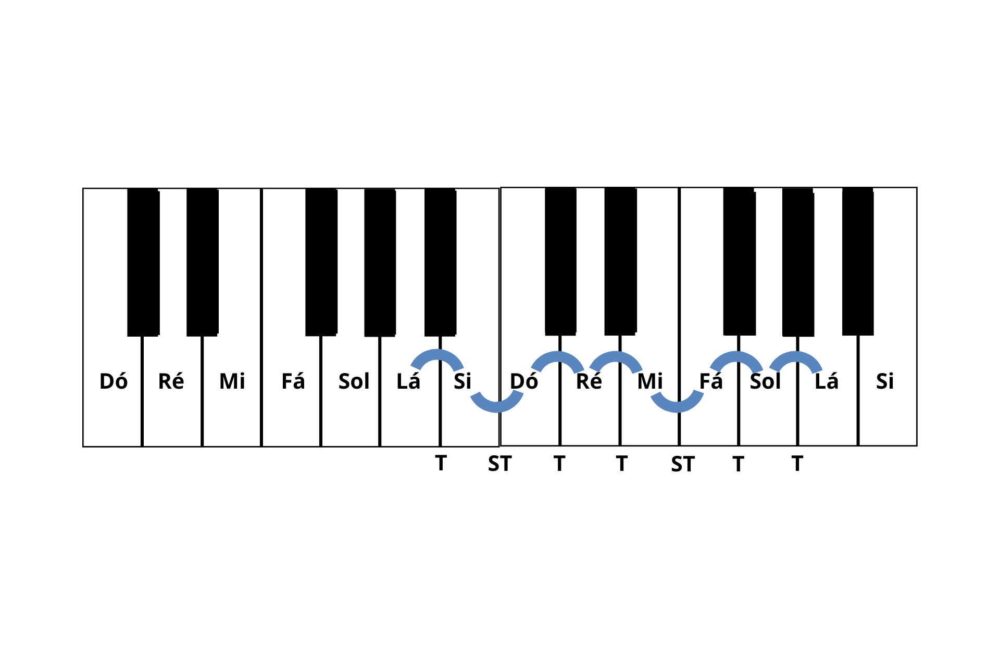 Dó Ré Mi Fá Sol Lá Si Dó Ré Mi Fá Sol Lá Si
T ST T T ST T T